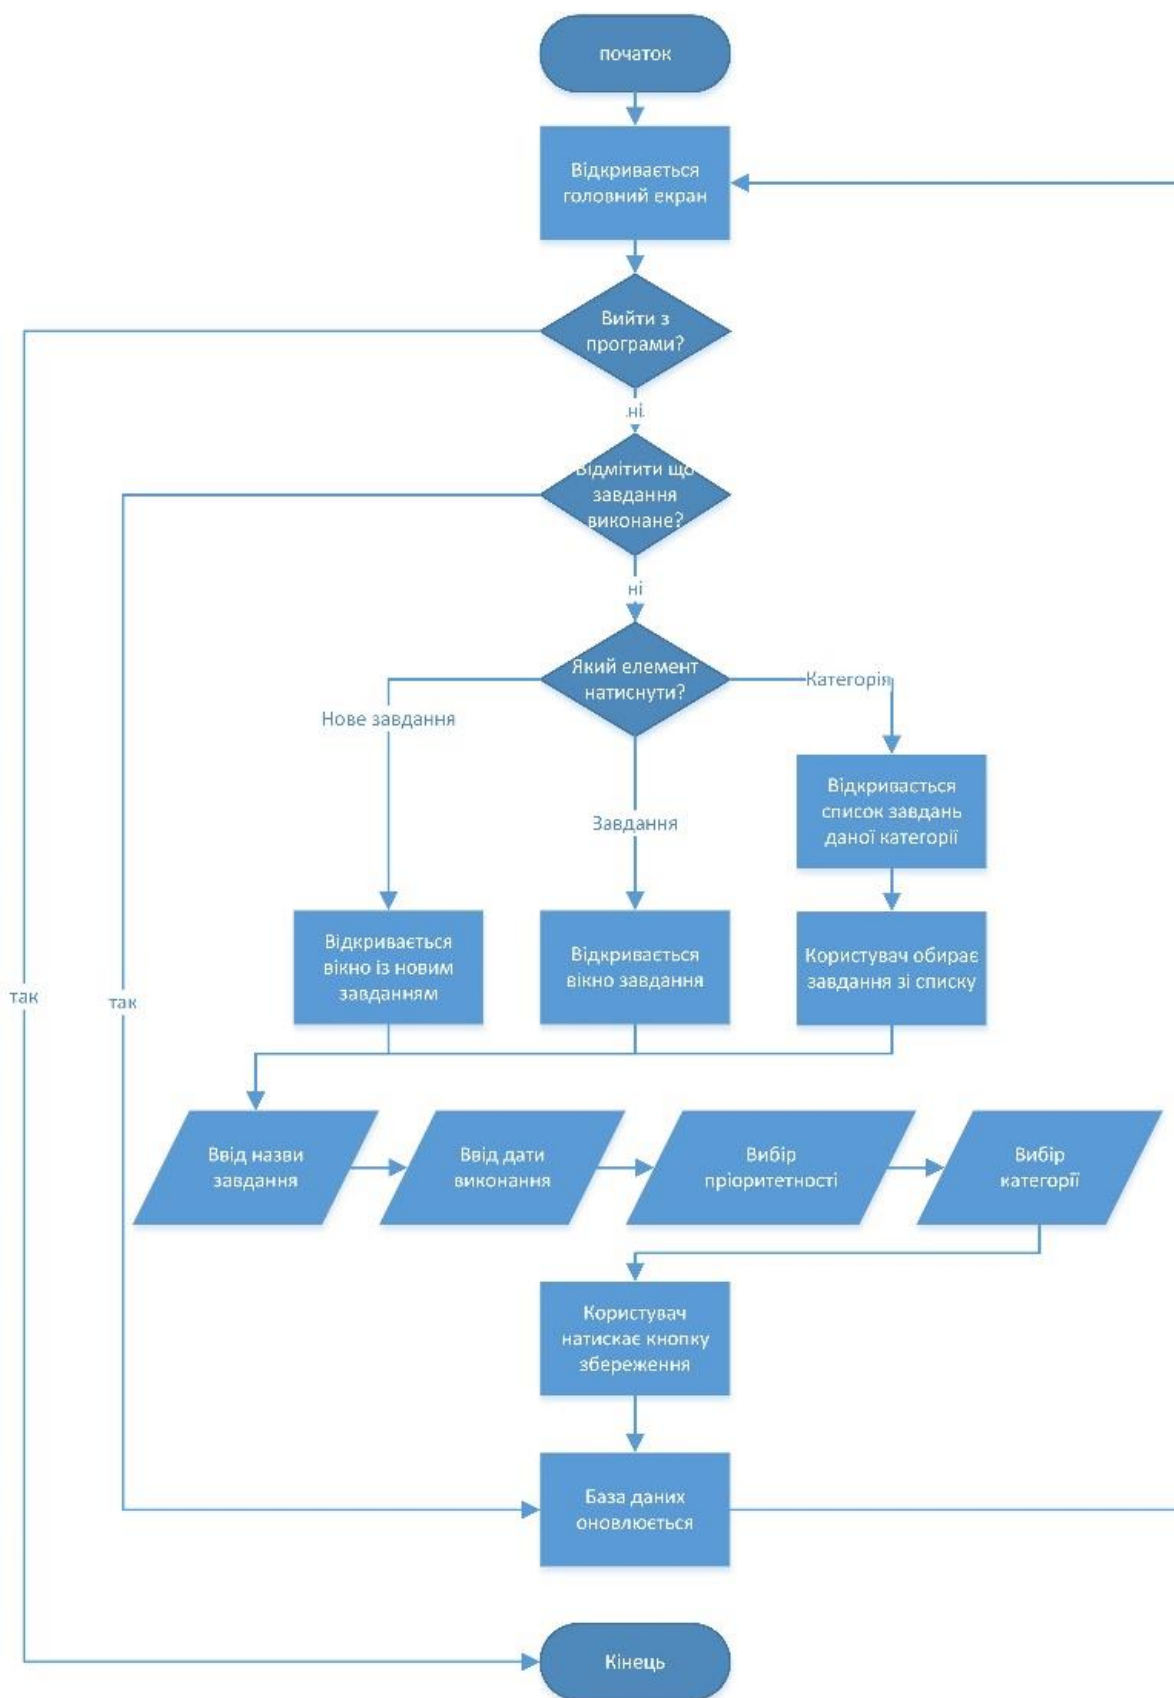 початок
Відкривається
головний екран
Вийти з
програми?
ні
Відмітити що
завдання
виконане?
ні
Який елемент
натиснути?
Категорія
Нове завдання
Відкривається
список завдань
даної категорії
Завдання
Відкривається
вікно із новим
завданням
Відкривається
вікно завдання
Користувач обирає
завдання зі списку
так
так
Ввід назви
завдання
Ввід дати
виконання
Вибір
пріоритетності
Вибір
категорії
Користувач
натискає кнопку
збереження
База даних
оновлюється
Кінець